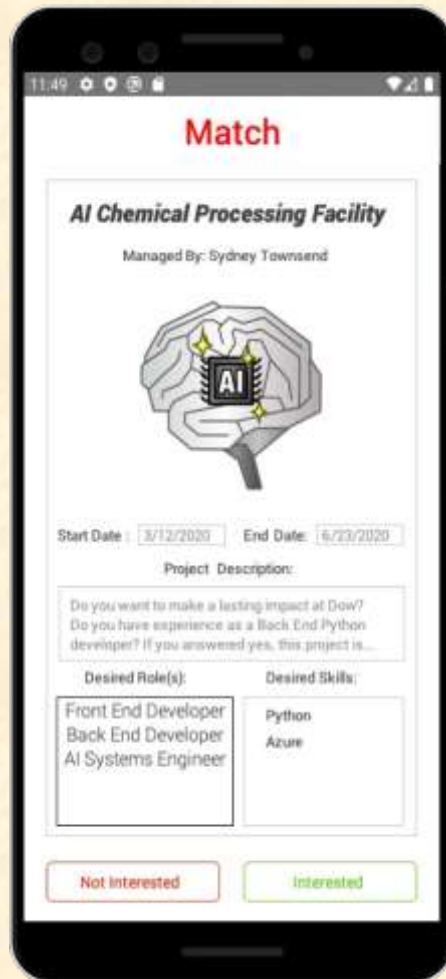 11:49
Match
AI Chemical Processing Facility
Managed By: Sydney Townsend
AI
Start Date : 3/12/2020 End Date: 6/23/2020
Project Description:
Do you want to make a lasting impact at Dow?
Do you have experience as a Back End Python
developer? If you answered yes, this project is...
Desired Role(s): Desired Skills:
Front End Developer Python
Back End Developer Azure
AI Systems Engineer
Not Interested Interested